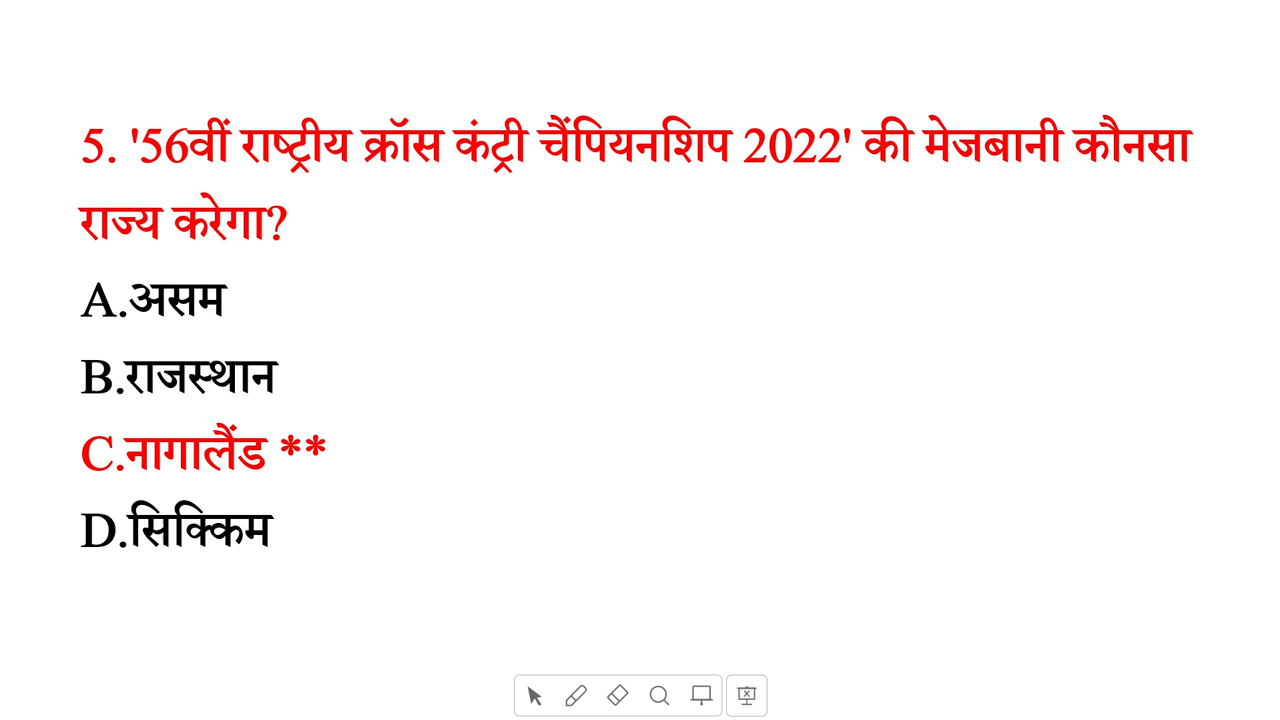 5. '56वीं राष्ट्रीय क्रॉस कंट्री चैंपियनशिप 2022' की मेजबानी कौनसा
राज्य करेगा?
A.असम
B.राजस्थान
C.नागालैंड **
D.सिक्किम